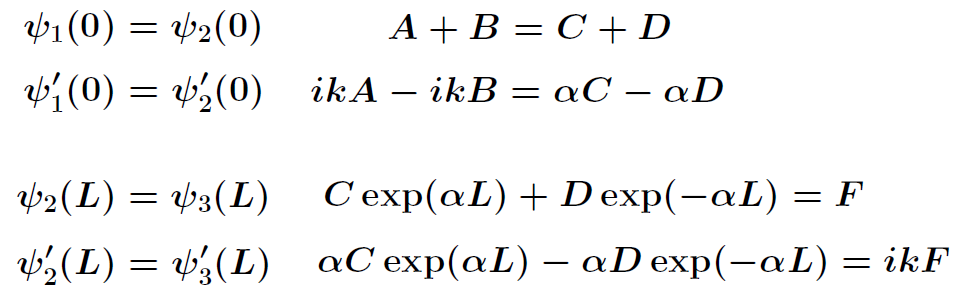 ψ₁(0) = ψ₂(0) A + B = C + D
ψ′₁(0) = ψ′₂(0) ikA − ikB = αC − αD
ψ₂(L) = ψ₃(L) C exp(αL) + D exp(−αL) = F
ψ′₂(L) = ψ′₃(L) αC exp(αL) − αD exp(−αL) = ikF